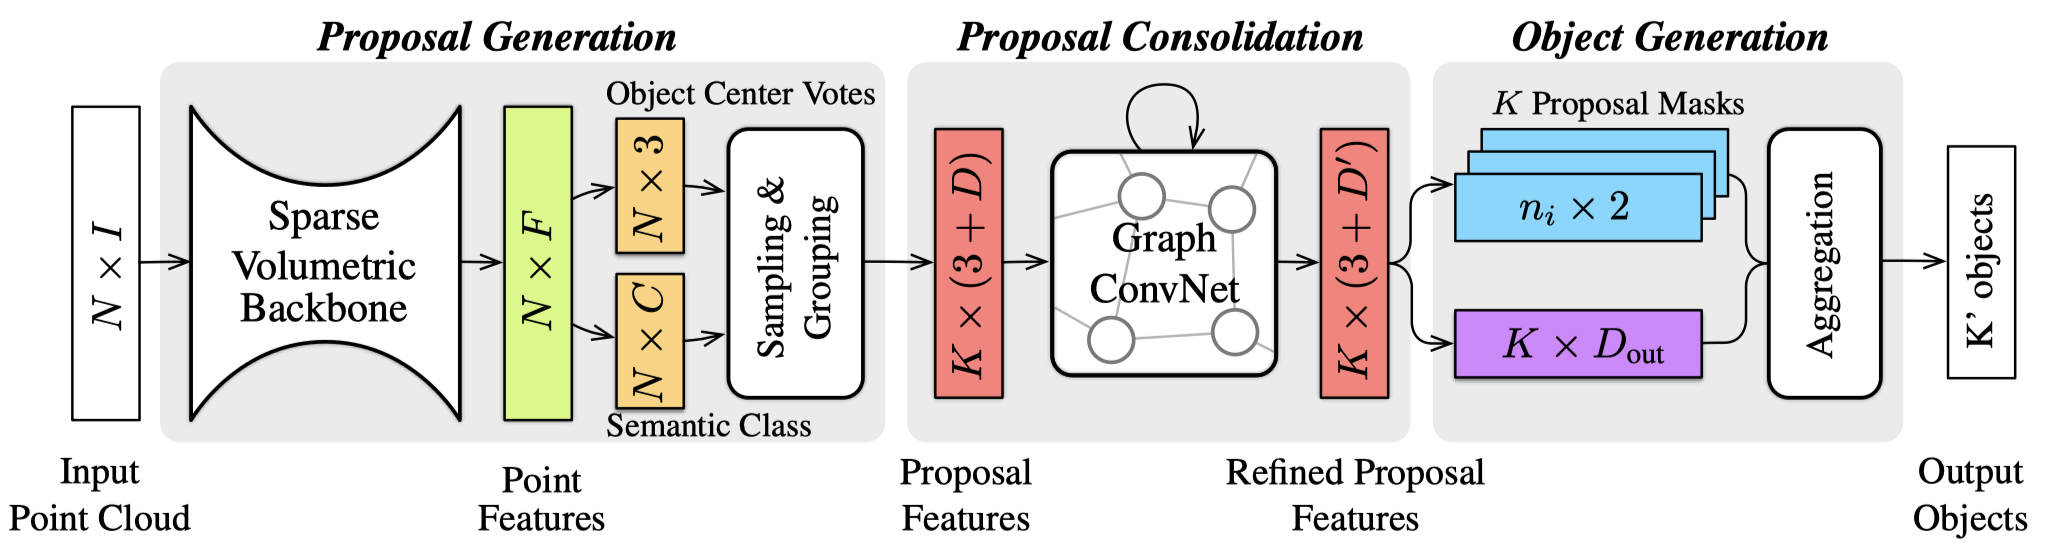 Proposal Generation
Proposal Consolidation
Object Generation
N × I
Sparse
Volumetric
Backbone
N × F
Object Center Votes
N × 3
N × C
Semantic Class
Sampling &
Grouping
K × (3 + D)
Graph
ConvNet
K × (3 + D′)
K Proposal Masks
nᵢ × 2
K × D_out
Aggregation
K’ objects
Input
Point Cloud
Point
Features
Proposal
Features
Refined Proposal
Features
Output
Objects